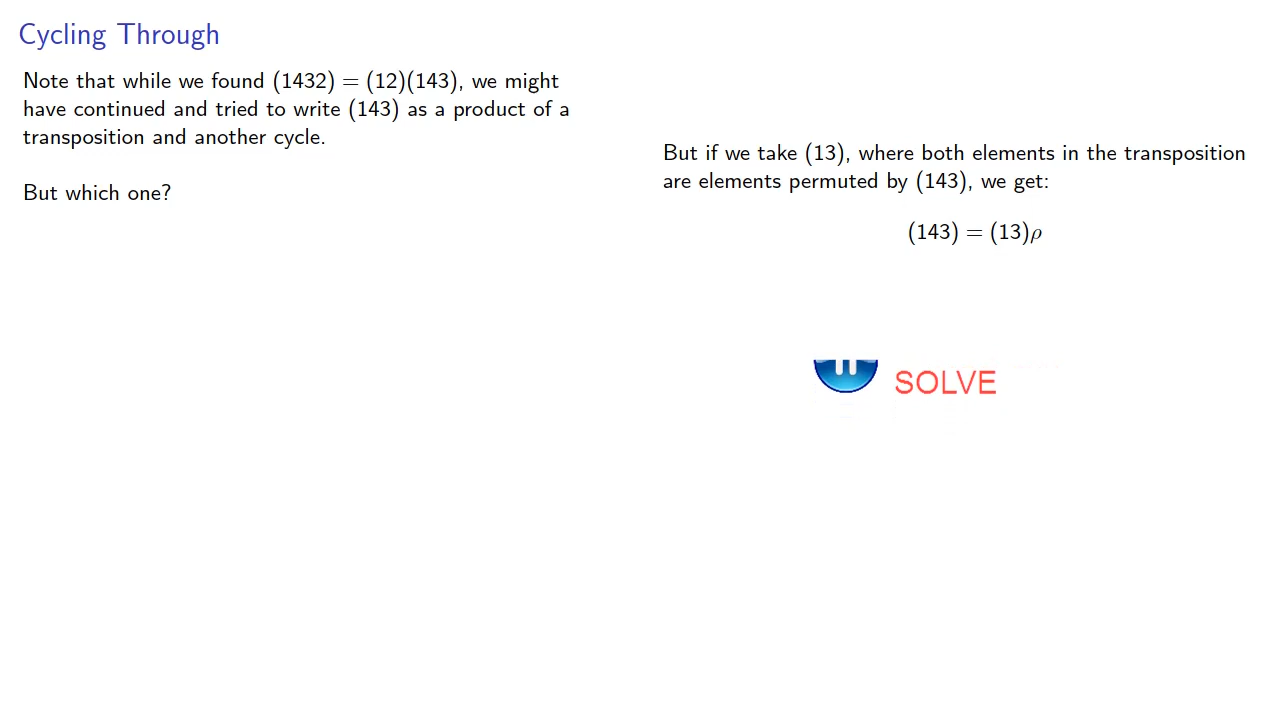 Cycling Through
Note that while we found (1432) = (12)(143), we might
have continued and tried to write (143) as a product of a
transposition and another cycle.
But which one?
But if we take (13), where both elements in the transposition
are elements permuted by (143), we get:
(143) = (13)ρ
SOLVE